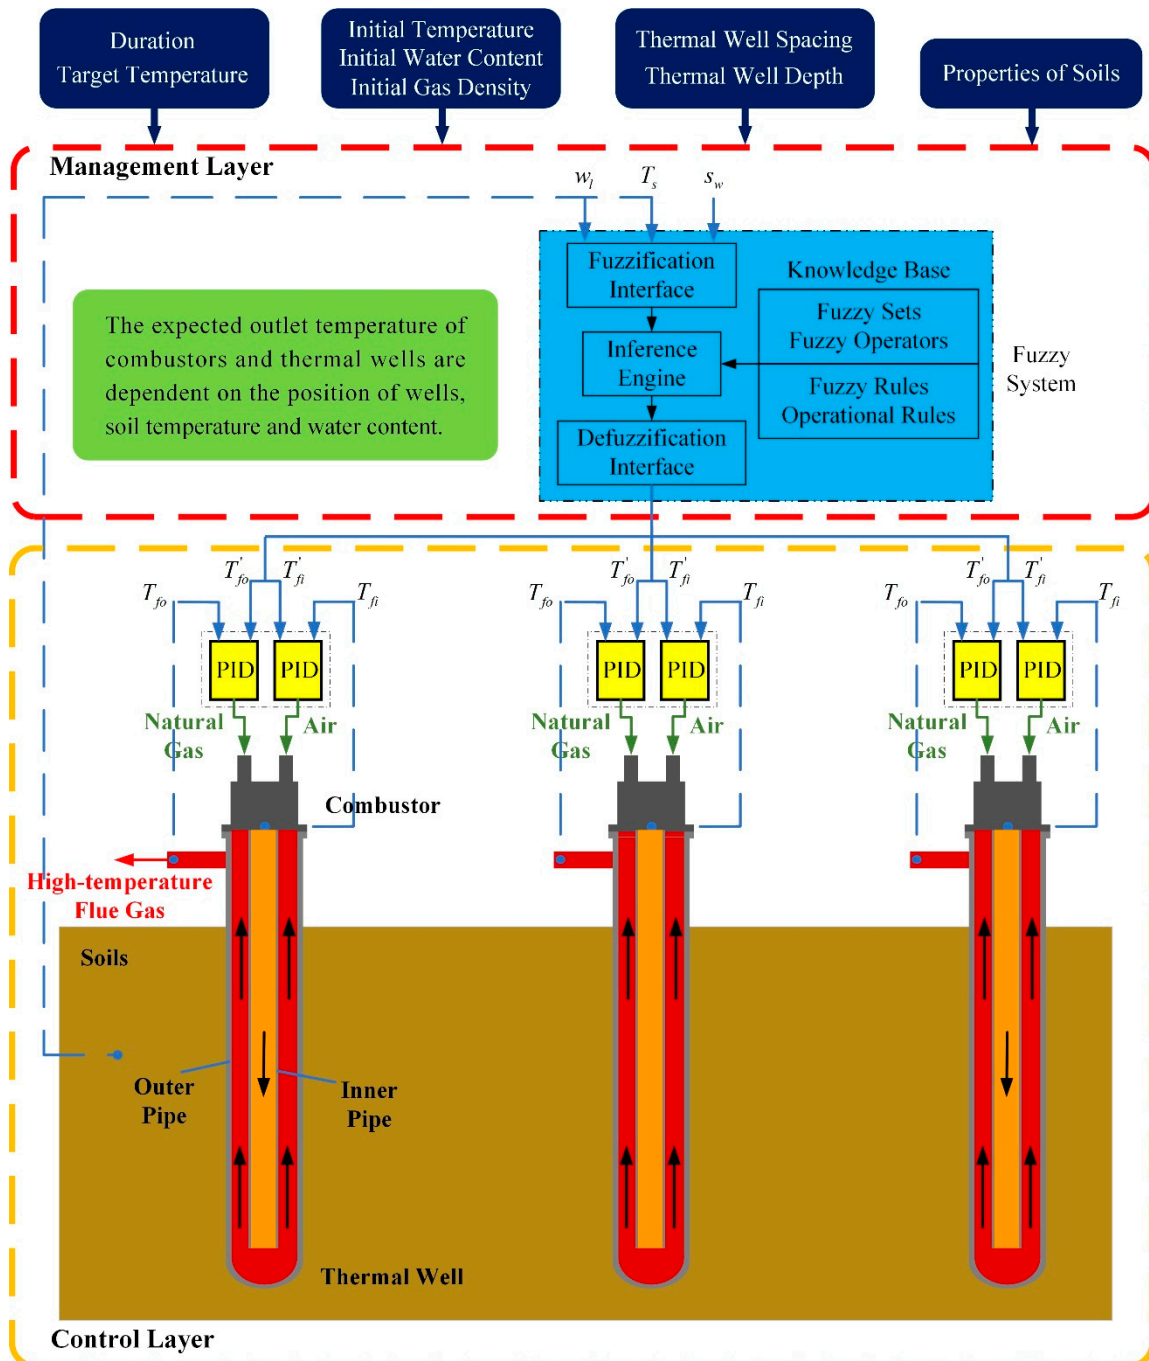 Duration
Target Temperature
Initial Temperature
Initial Water Content
Initial Gas Density
Thermal Well Spacing
Thermal Well Depth
Properties of Soils
Management Layer
w_l
T_s
s_w
Fuzzification
Interface
Knowledge Base
Fuzzy Sets
Fuzzy Operators
Inference
Engine
Fuzzy Rules
Operational Rules
Defuzzification
Interface
Fuzzy
System
The expected outlet temperature of
combustors and thermal wells are
dependent on the position of wells,
soil temperature and water content.
T_fo T'_fo T'_fi T_fi
T_fo T'_fo T'_fi T_fi
T_fo T'_fo T'_fi T_fi
PID PID
PID PID
PID PID
Natural
Gas
Air
Natural
Gas
Air
Natural
Gas
Air
Combustor
High-temperature
Flue Gas
Soils
Outer
Pipe
Inner
Pipe
Thermal Well
Control Layer